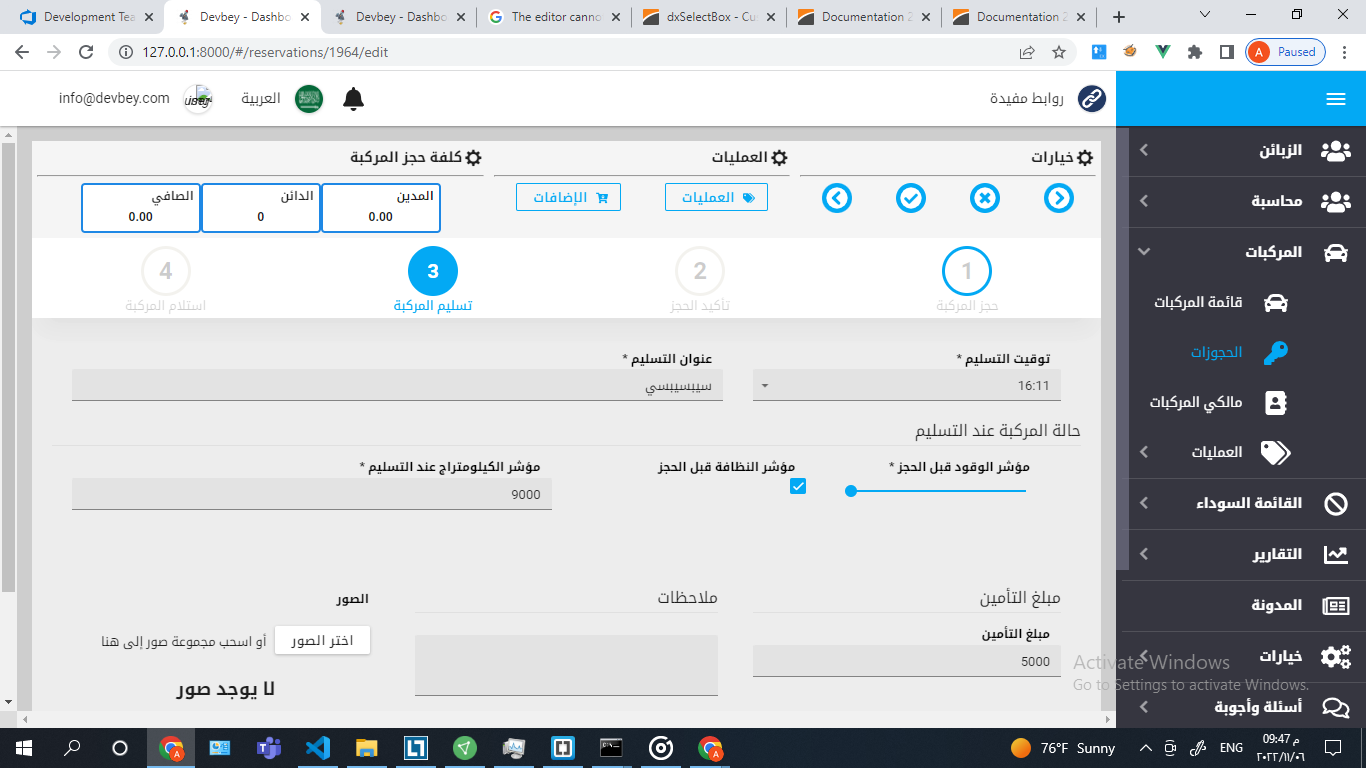 Development Tea
Devbey - Dashbo
Devbey - Dashbo
The editor canno
dxSelectBox - Cu
Documentation 2
Documentation 2
127.0.0.1:8000/#/reservations/1964/edit
A Paused
info@devbey.com
العربية
روابط مفيدة
خيارات
العمليات
كلفة حجز المركبة
العمليات
الإضافات
المدين
0.00
الدائن
0
الصافي
0.00
1
حجز المركبة
2
تأكيد الحجز
3
تسليم المركبة
4
استلام المركبة
توقيت التسليم *
16:11
عنوان التسليم *
سيبسيبسي
حالة المركبة عند التسليم
مؤشر الوقود قبل الحجز *
مؤشر النظافة قبل الحجز
مؤشر الكيلومتراج عند التسليم *
9000
مبلغ التأمين
مبلغ التأمين
5000
ملاحظات
الصور
اختر الصور
أو اسحب مجموعة صور إلى هنا
لا يوجد صور
الزبائن
محاسبة
المركبات
قائمة المركبات
الحجوزات
مالكي المركبات
العمليات
القائمة السوداء
التقارير
المدونة
خيارات
أسئلة وأجوبة
Activate Windows
Go to Settings to activate Windows.
76°F Sunny
ENG
09:47 م
٢٠٢٢/١١/٠٦